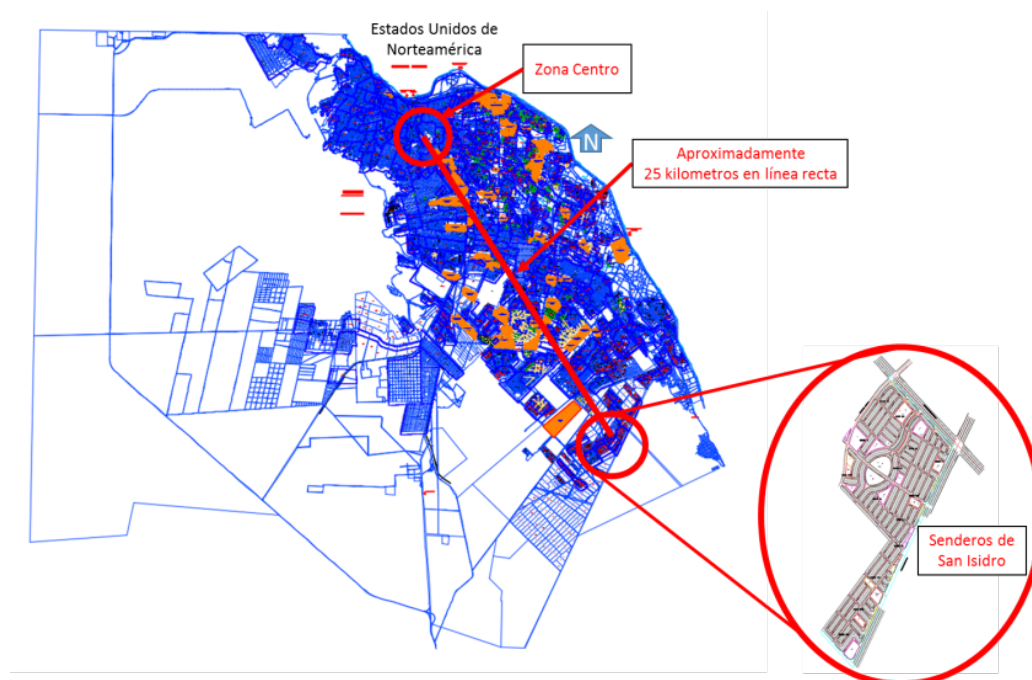 Estados Unidos de
Norteamérica
Zona Centro
N
Aproximadamente
25 kilometros en línea recta
Senderos de
San Isidro